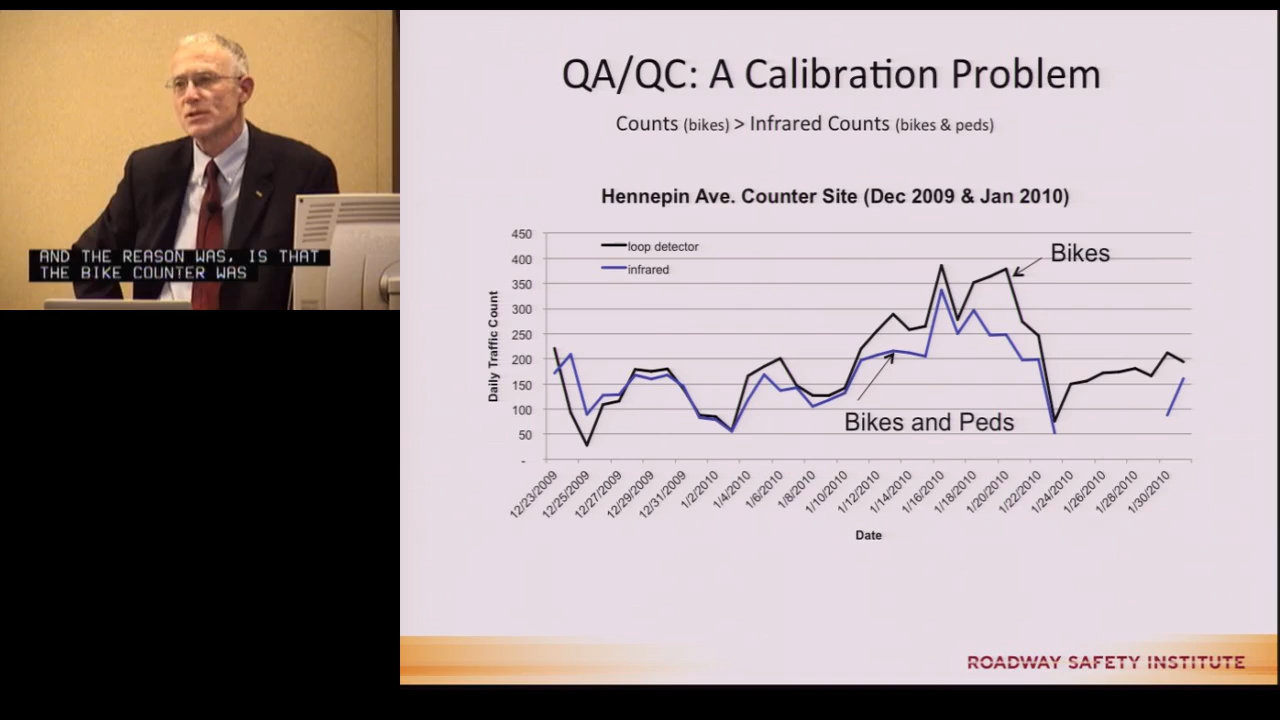 AND THE REASON WAS, IS THAT
THE BIKE COUNTER WAS
QA/QC: A Calibration Problem
Counts (bikes) > Infrared Counts (bikes & peds)
Hennepin Ave. Counter Site (Dec 2009 & Jan 2010)
Daily Traffic Count
450
400
350
300
250
200
150
100
50
-
loop detector
infrared
Bikes
Bikes and Peds
12/23/2009
12/25/2009
12/27/2009
12/29/2009
12/31/2009
1/2/2010
1/4/2010
1/6/2010
1/8/2010
1/10/2010
1/12/2010
1/14/2010
1/16/2010
1/18/2010
1/20/2010
1/22/2010
1/24/2010
1/26/2010
1/28/2010
1/30/2010
Date
ROADWAY SAFETY INSTITUTE